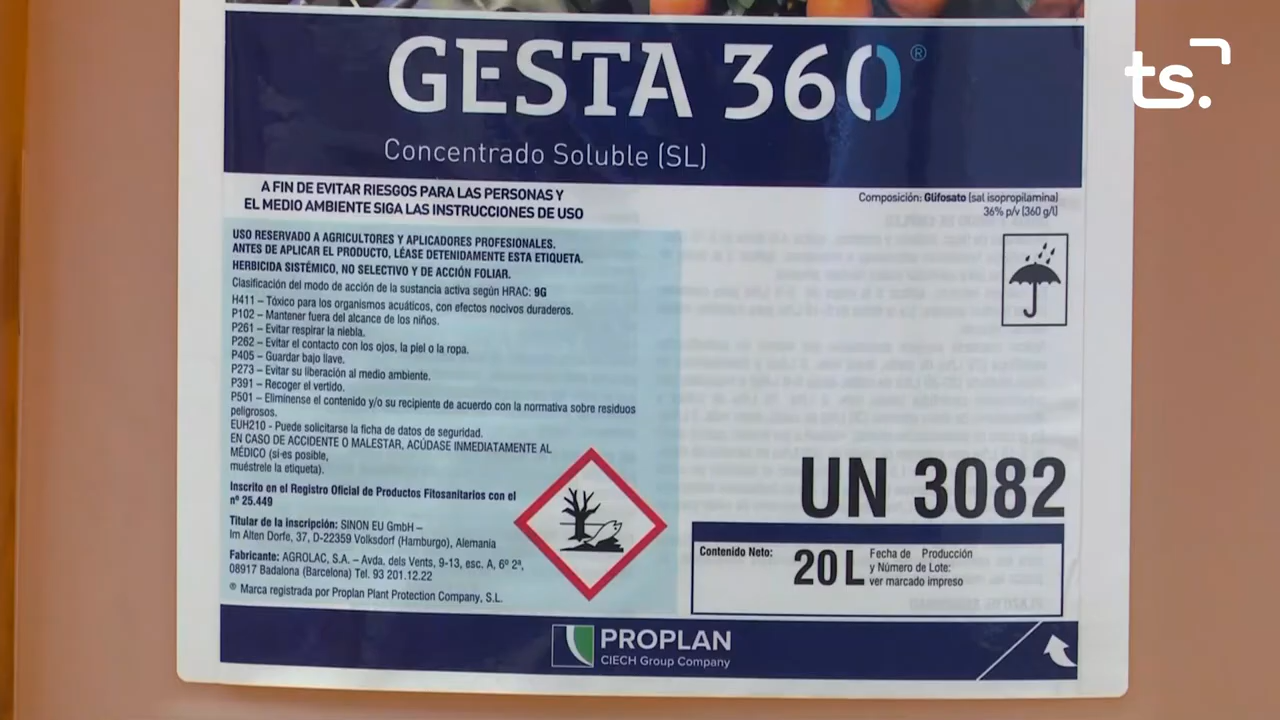 GESTA 360®
ts.
Concentrado Soluble (SL)
A FIN DE EVITAR RIESGOS PARA LAS PERSONAS Y
EL MEDIO AMBIENTE SIGA LAS INSTRUCCIONES DE USO
Composición: Glifosato (sal isopropilamina)
36% p/v (360 g/l)
USO RESERVADO A AGRICULTORES Y APLICADORES PROFESIONALES.
ANTES DE APLICAR EL PRODUCTO, LÉASE DETENIDAMENTE ESTA ETIQUETA.
HERBICIDA SISTÉMICO, NO SELECTIVO Y DE ACCIÓN FOLIAR.
Clasificación del modo de acción de la sustancia activa según HRAC: 9G
H411 – Tóxico para los organismos acuáticos, con efectos nocivos duraderos.
P102 – Mantener fuera del alcance de los niños.
P261 – Evitar respirar la niebla.
P262 – Evitar el contacto con los ojos, la piel o la ropa.
P405 – Guardar bajo llave.
P273 – Evitar su liberación al medio ambiente.
P391 – Recoger el vertido.
P501 – Elimínense el contenido y/o su recipiente de acuerdo con la normativa sobre residuos
peligrosos.
EUH210 - Puede solicitarse la ficha de datos de seguridad.
EN CASO DE ACCIDENTE O MALESTAR, ACÚDASE INMEDIATAMENTE AL
MÉDICO (si es posible,
muéstrele la etiqueta).
Inscrito en el Registro Oficial de Productos Fitosanitarios con el
nº 25.449
Titular de la inscripción: SINON EU GmbH –
Im Alten Dorfe, 37, D-22359 Volksdorf (Hamburgo), Alemania
Fabricante: AGROLAC, S.A. – Avda. dels Vents, 9-13, esc. A, 6º 2ª,
08917 Badalona (Barcelona) Tel. 93 201.12.22
® Marca registrada por Proplan Plant Protection Company, S.L.
UN 3082
Contenido Neto: 20 L
Fecha de Producción
y Número de Lote:
ver marcado impreso
PROPLAN
CIECH Group Company